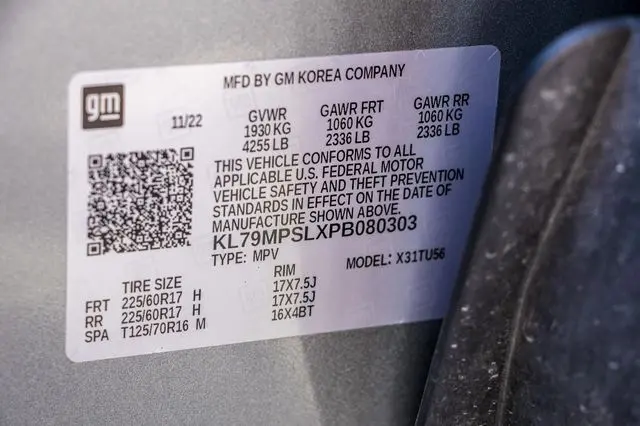 MFD BY GM KOREA COMPANY
gm
11/22
GVWR GAWR FRT GAWR RR
1930 KG 1060 KG 1060 KG
4255 LB 2336 LB 2336 LB
THIS VEHICLE CONFORMS TO ALL
APPLICABLE U.S. FEDERAL MOTOR
VEHICLE SAFETY AND THEFT PREVENTION
STANDARDS IN EFFECT ON THE DATE OF
MANUFACTURE SHOWN ABOVE.
KL79MPSLXPB080303
TYPE: MPV MODEL: X31TU56
TIRE SIZE RIM
FRT 225/60R17 H 17X7.5J
RR 225/60R17 H 17X7.5J
SPA T125/70R16 M 16X4BT